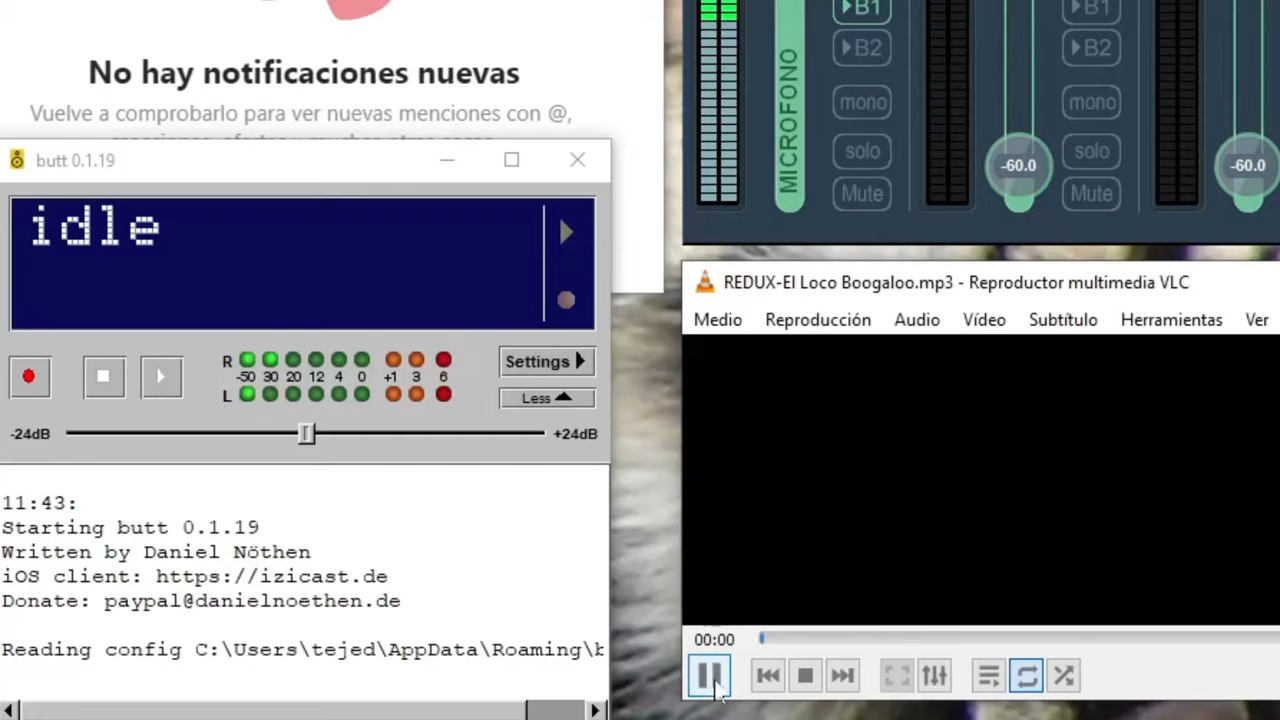 No hay notificaciones nuevas
Vuelve a comprobarlo para ver nuevas menciones con @,
butt 0.1.19
idle
R
-50 30 20 12 4 0 +1 3 6
L
Settings
Less
-24dB
+24dB
11:43:
Starting butt 0.1.19
Written by Daniel Nöthen
iOS client: https://izicast.de
Donate: paypal@danielnoethen.de
Reading config C:\Users\tejed\AppData\Roaming\b
MICROFONO
B1
B2
mono
solo
Mute
-60.0
B1
B2
mono
solo
Mute
-60.0
REDUX-El Loco Boogaloo.mp3 - Reproductor multimedia VLC
Medio Reproducción Audio Vídeo Subtítulo Herramientas Ver
00:00